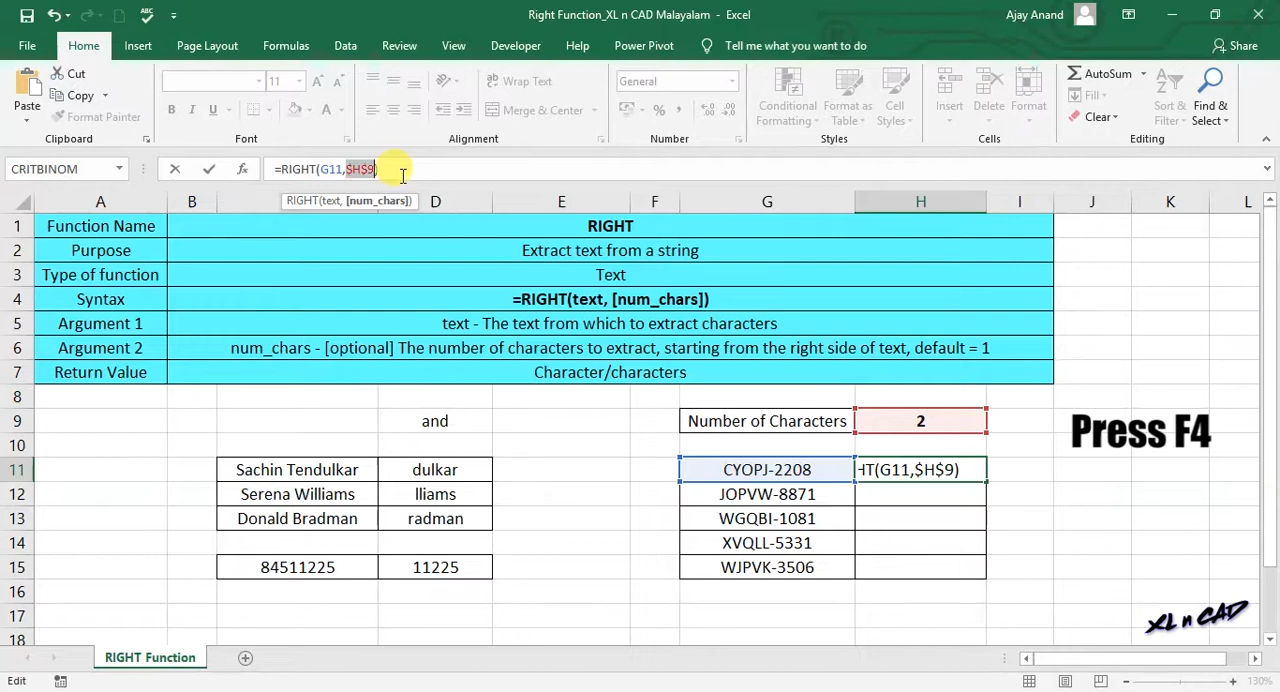 Right Function_XL n CAD Malayalam - Excel
Ajay Anand
File Home Insert Page Layout Formulas Data Review View Developer Help Power Pivot Tell me what you want to do Share
Paste Cut Copy Format Painter
Clipboard
11
B I U
Font
Wrap Text
Merge & Center
Alignment
General
Number
Conditional Formatting Format as Table Cell Styles
Styles
Insert Delete Format
Cells
AutoSum Fill Clear Sort & Filter Find & Select
Editing
CRITBINOM fx =RIGHT(G11,$H$9)
RIGHT(text, [num_chars])
A B D E F G H I J K L
1 Function Name RIGHT
2 Purpose Extract text from a string
3 Type of function Text
4 Syntax =RIGHT(text, [num_chars])
5 Argument 1 text - The text from which to extract characters
6 Argument 2 num_chars - [optional] The number of characters to extract, starting from the right side of text, default = 1
7 Return Value Character/characters
8
9 and Number of Characters 2
Press F4
10
11 Sachin Tendulkar dulkar CYOPJ-2208 HT(G11,$H$9)
12 Serena Williams lliams JOPVW-8871
13 Donald Bradman radman WGQBI-1081
14 XVQLL-5331
15 84511225 11225 WJPVK-3506
16
17
18
XL n CAD
RIGHT Function
Edit 130%